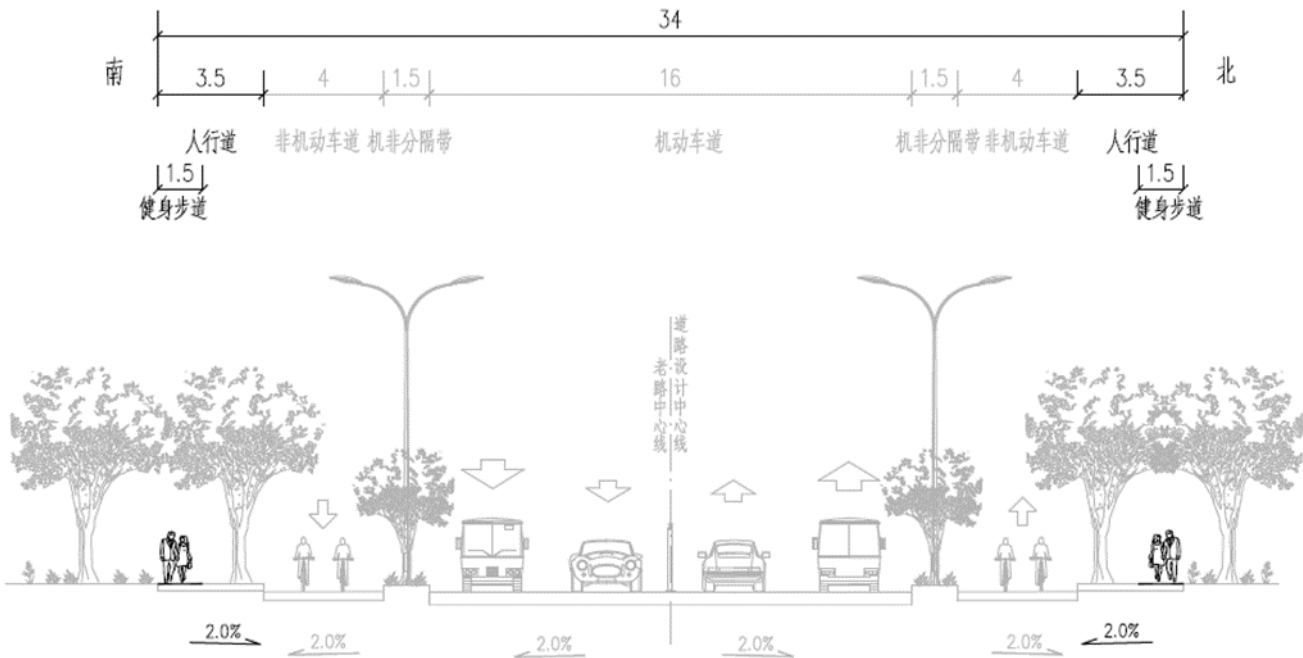 34
南
北
3.5
4
1.5
16
1.5
4
3.5
人行道
非机动车道
机非分隔带
机动车道
机非分隔带
非机动车道
人行道
1.5
健身步道
1.5
健身步道
老路中心线
道路设计中心线
2.0%
2.0%
2.0%
2.0%
2.0%
2.0%